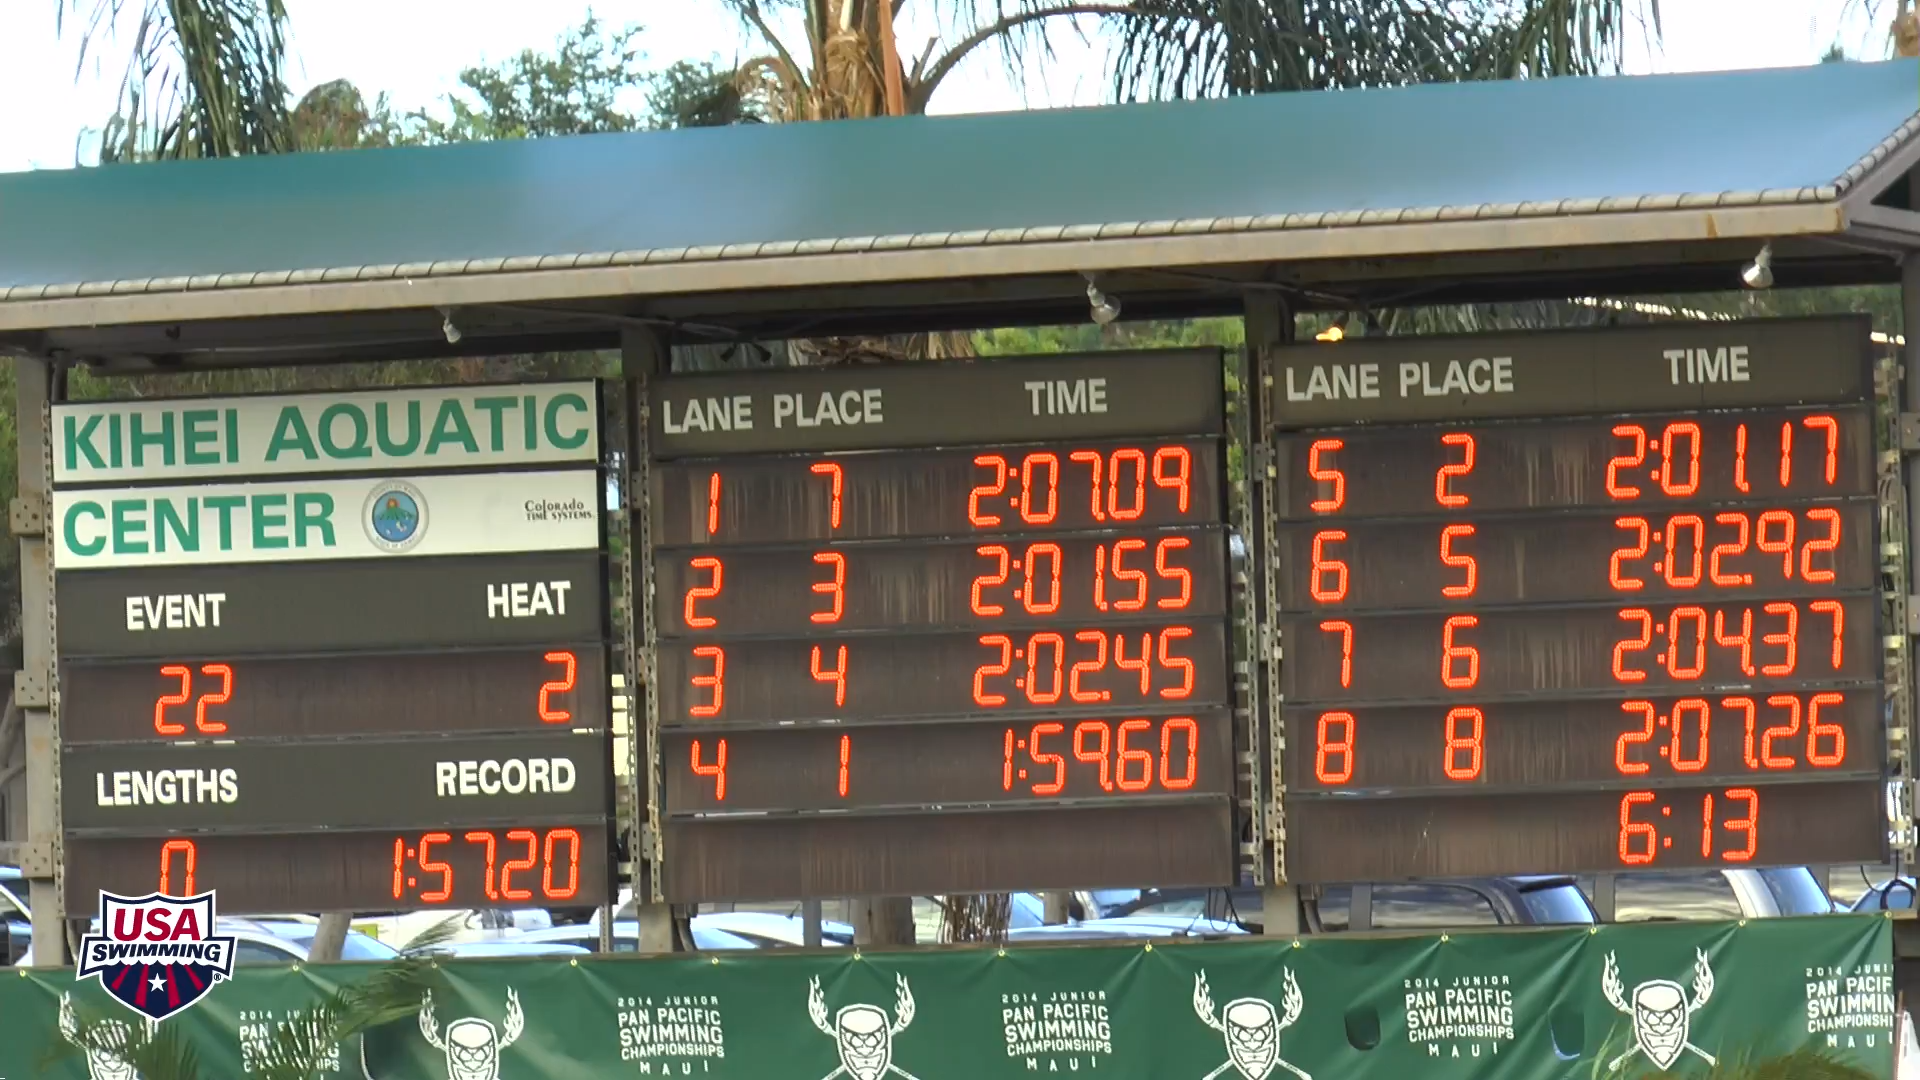 KIHEI AQUATIC
CENTER
COLORADO
TIME SYSTEMS
EVENT HEAT
22 2
LENGTHS RECORD
0 1:57.20
LANE PLACE TIME
1 7 2:07.09
2 3 2:01.55
3 4 2:02.45
4 1 1:59.60
LANE PLACE TIME
5 2 2:01.17
6 5 2:02.92
7 6 2:04.37
8 8 2:07.26
6:13
USA
SWIMMING
2014 JUNIOR
PAN PACIFIC
SWIMMING
CHAMPIONSHIPS
MAUI
2014 JUNIOR
PAN PACIFIC
SWIMMING
CHAMPIONSHIPS
MAUI
2014 JUNIOR
PAN PACIFIC
SWIMMING
CHAMPIONSHIPS
MAUI